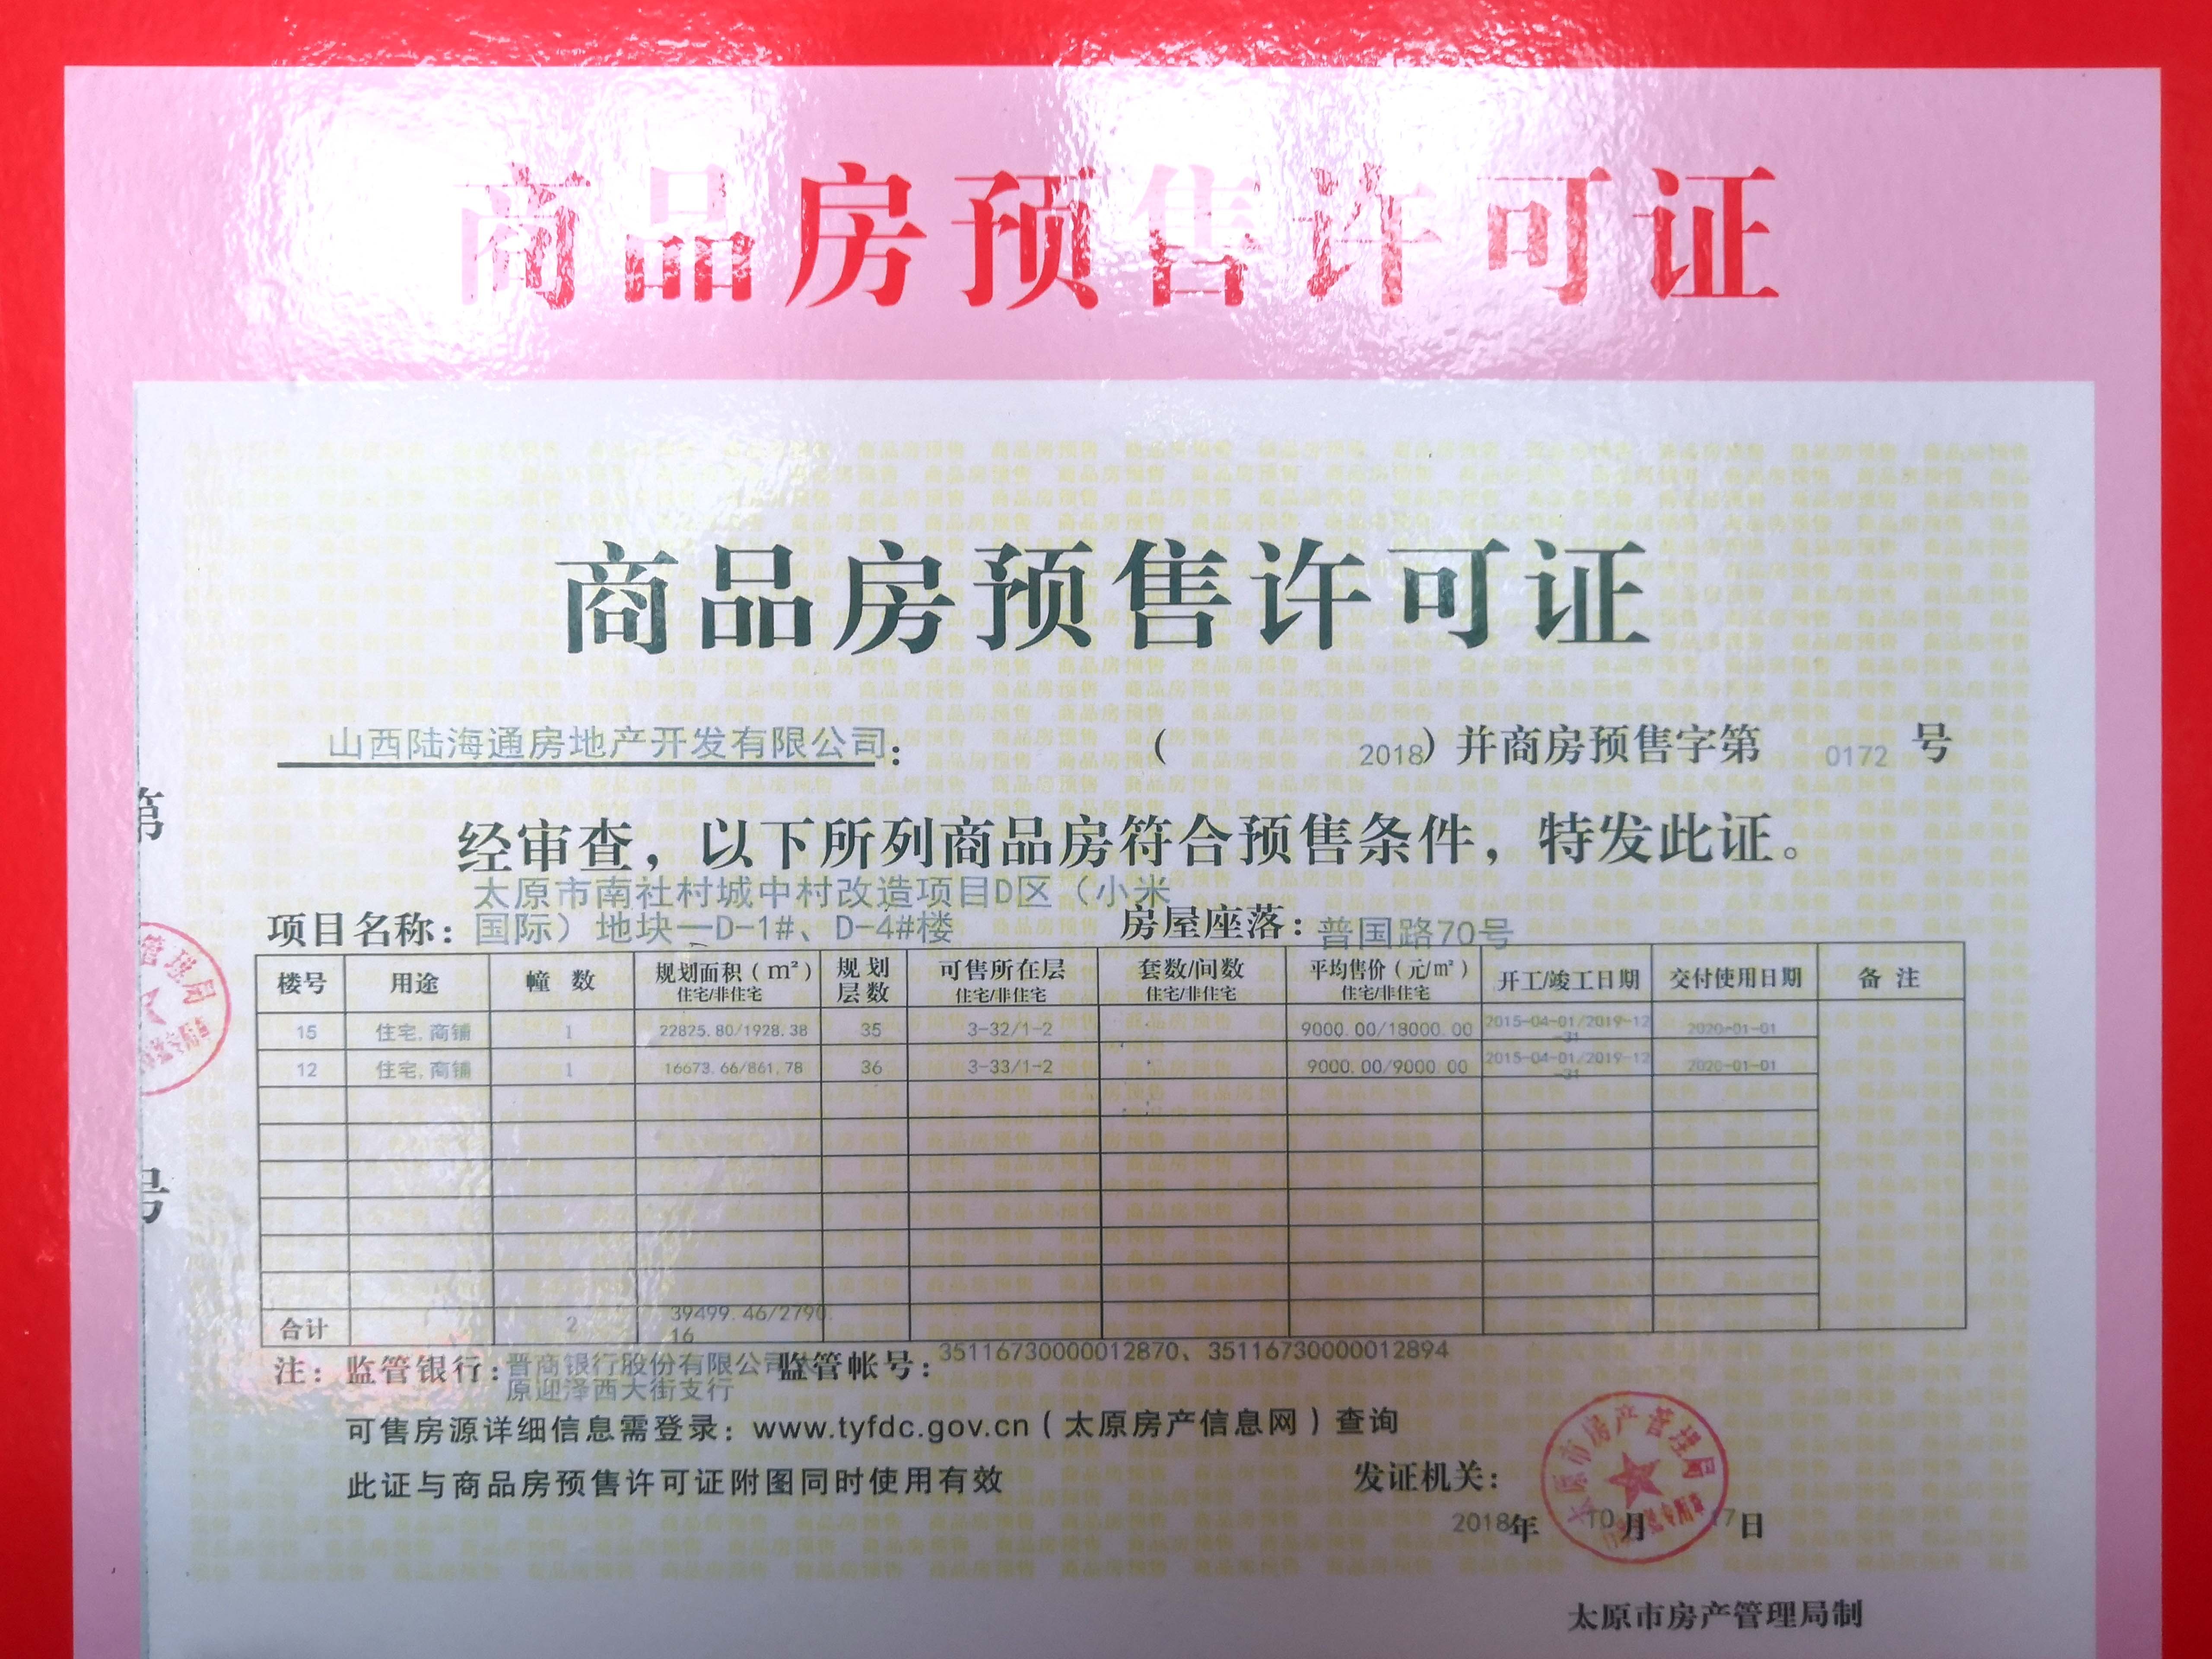 商品房预售许可证
商品房预售许可证
山西陆海通房地产开发有限公司： （ 2018）并商房预售字第 0172 号
第
经审查，以下所列商品房符合预售条件，特发此证。
太原市南社村城中村改造项目D区（小米
项目名称：国际）地块一D-1#、D-4#楼 房屋座落：普国路70号
楼号 用途 幢 数 规划面积（m²）住宅/非住宅 规划层数 可售所在层 住宅/非住宅 套数/间数 住宅/非住宅 平均售价（元/m²）住宅/非住宅 开工/竣工日期 交付使用日期 备 注
15 住宅,商铺 1 22825.80/1928.38 35 3-32/1-2 9000.00/18000.00 2015-04-01/2019-12-31 2020-01-01
12 住宅,商铺 1 16673.66/861.78 36 3-33/1-2 9000.00/9000.00 2015-04-01/2019-12-31 2020-01-01
号
合计 2 39499.46/2790.16
注：监管银行：晋商银行股份有限公司太 监管帐号：35116730000012870、35116730000012894
原迎泽西大街支行
可售房源详细信息需登录：www.tyfdc.gov.cn（太原房产信息网）查询
此证与商品房预售许可证附图同时使用有效
发证机关：
太原市房产管理局
2018年 10月 17日
太原市房产管理局制